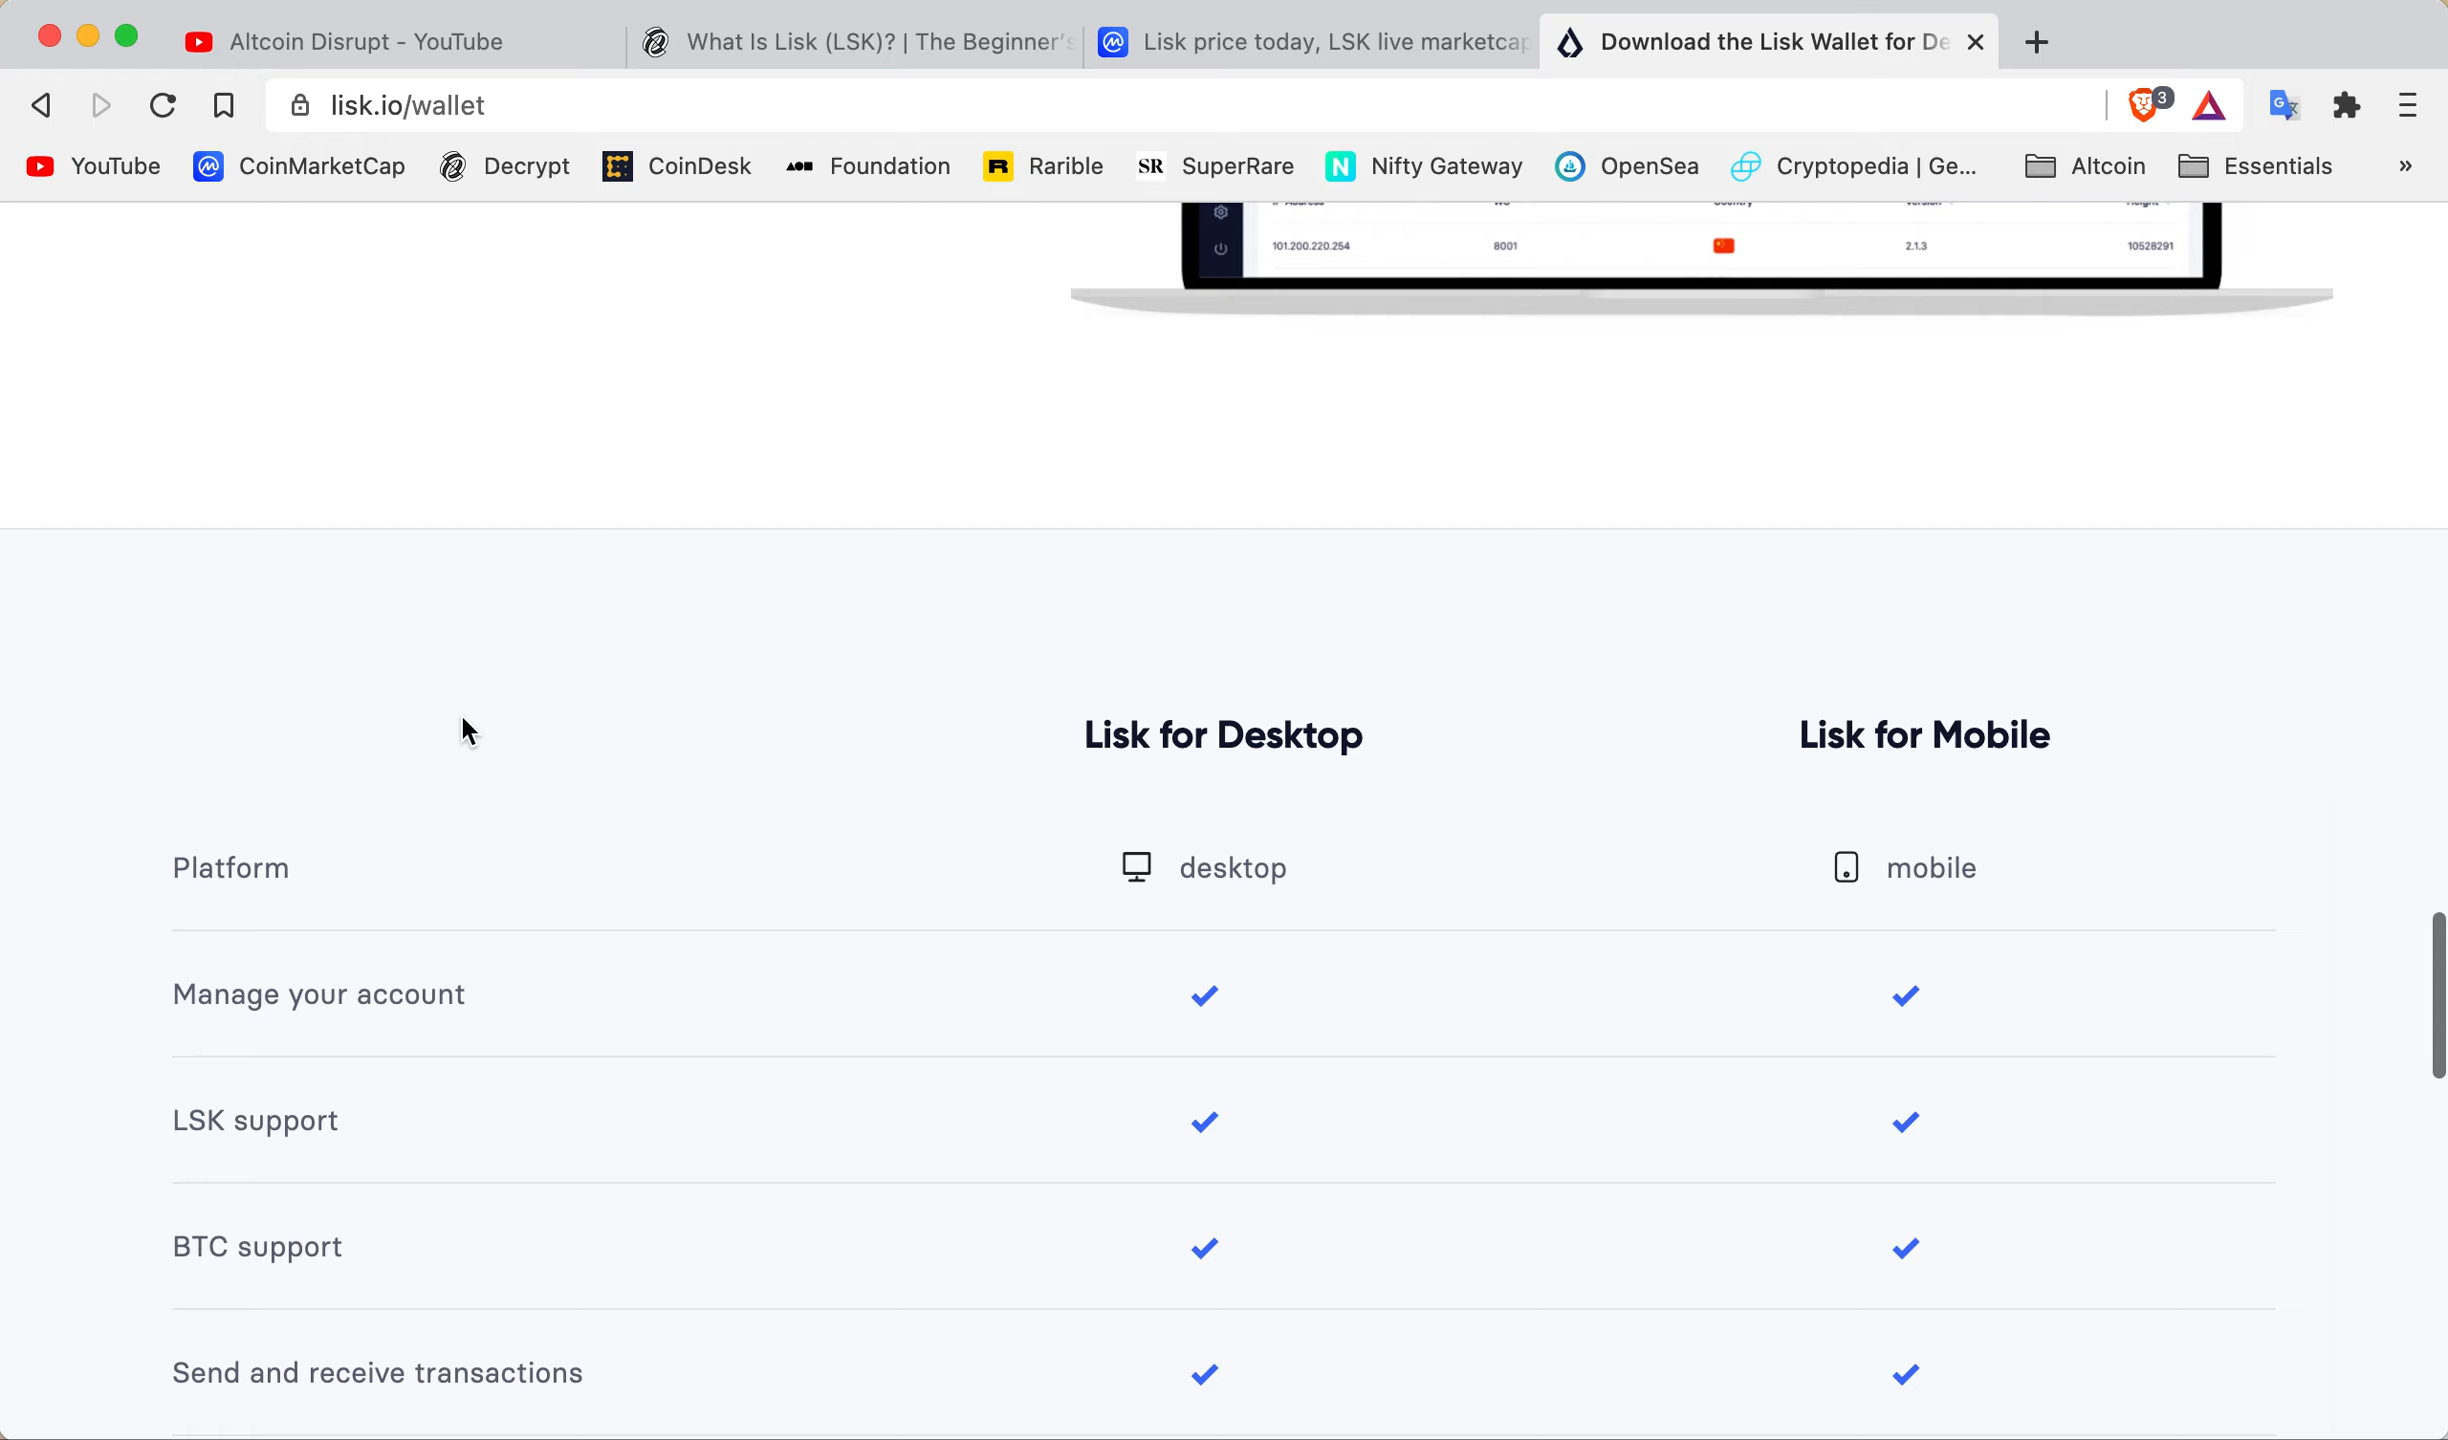 Altcoin Disrupt - YouTube
What Is Lisk (LSK)? | The Beginner's
Lisk price today, LSK live marketcap
Download the Lisk Wallet for De
lisk.io/wallet
3
YouTube
CoinMarketCap
Decrypt
CoinDesk
Foundation
Rarible
SR SuperRare
Nifty Gateway
OpenSea
Cryptopedia | Ge...
Altcoin
Essentials
»
101.200.220.254 8001 2.1.3 10528291
Lisk for Desktop Lisk for Mobile
Platform desktop mobile
Manage your account
LSK support
BTC support
Send and receive transactions